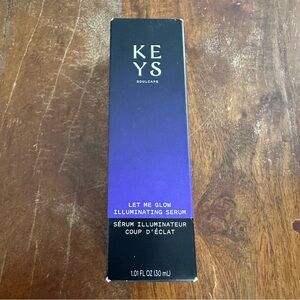 KE
YS
SOULCARE
LET ME GLOW
ILLUMINATING SERUM
SÉRUM ILLUMINATEUR
COUP D'ÉCLAT
1.01 FL OZ (30 mL)